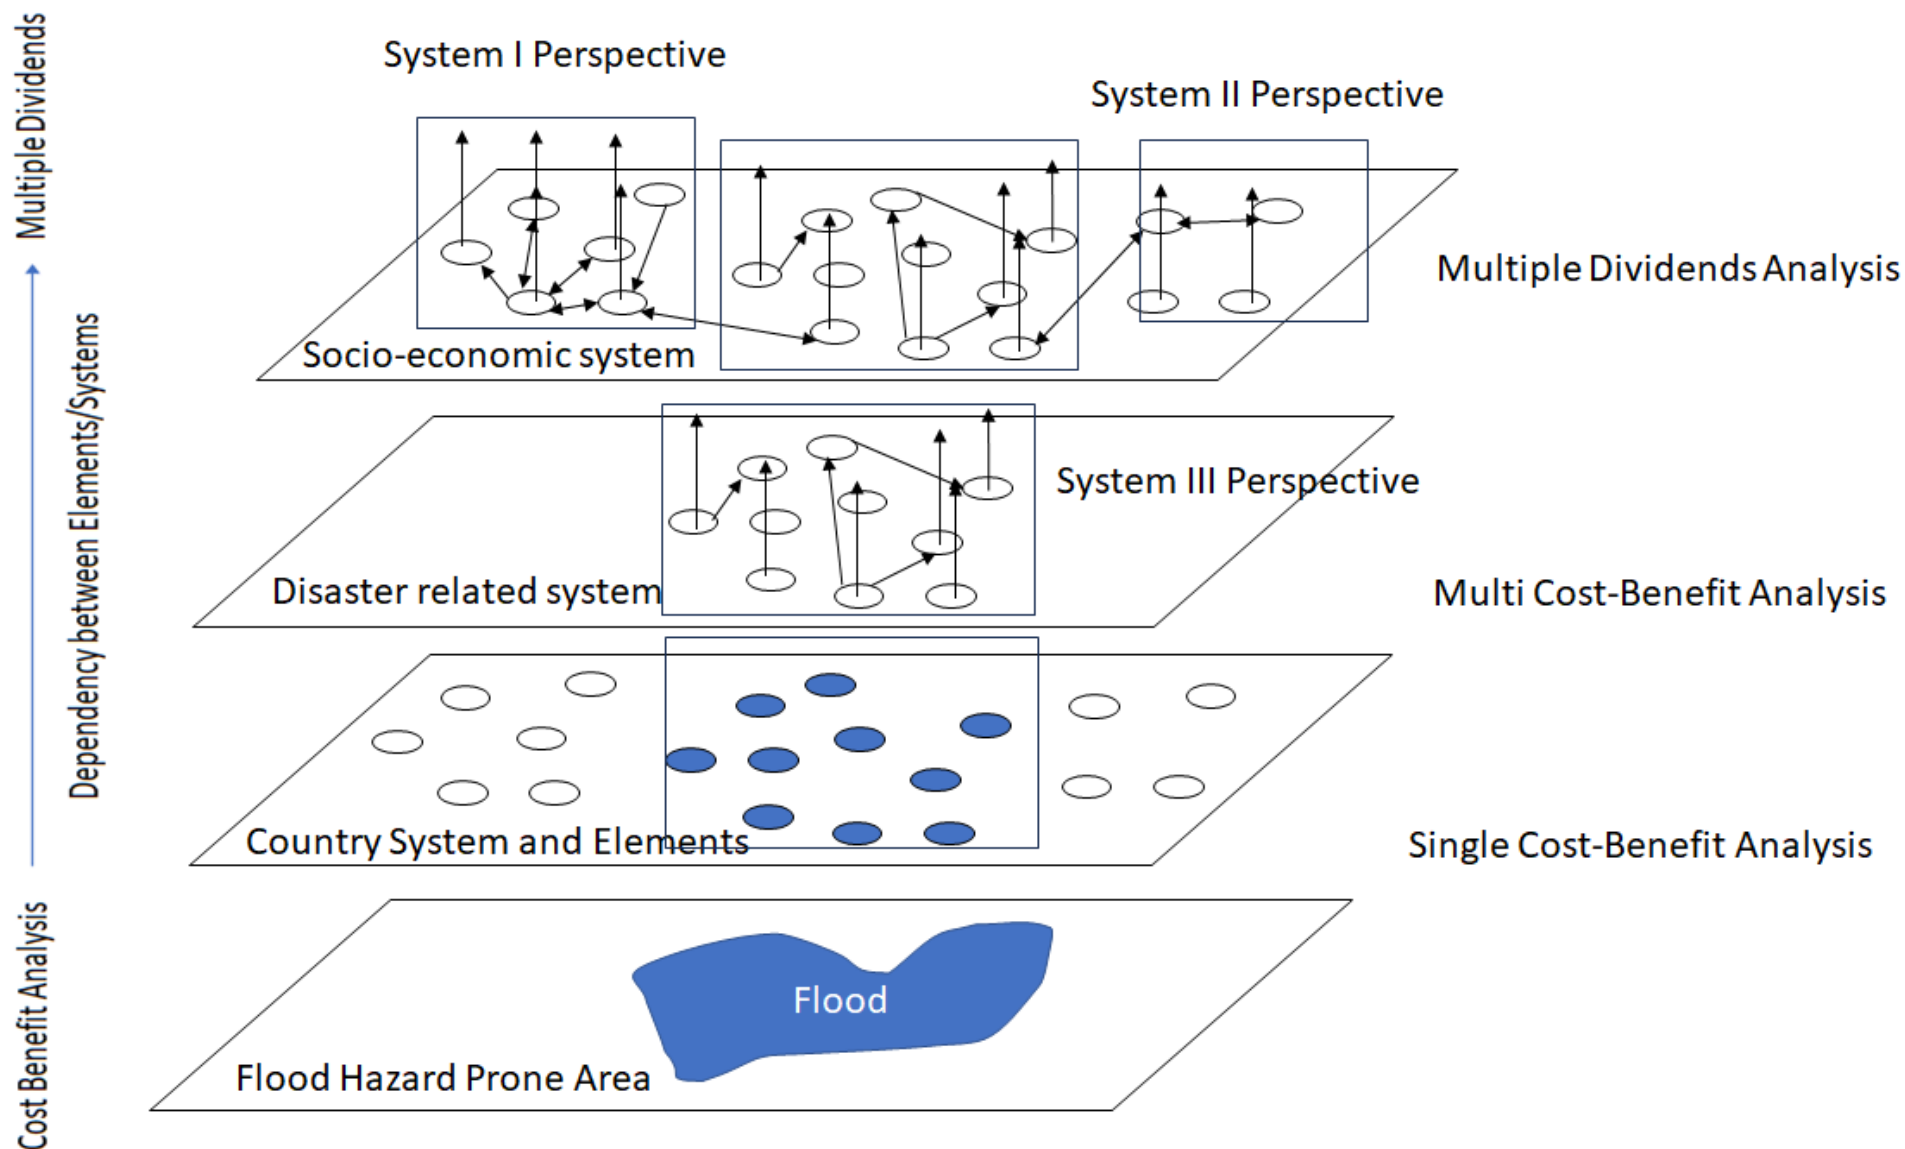 System I Perspective
System II Perspective
Multiple Dividends
Multiple Dividends Analysis
Socio-economic system
Dependency between Elements/Systems
System III Perspective
Disaster related system
Multi Cost-Benefit Analysis
Country System and Elements
Single Cost-Benefit Analysis
Cost Benefit Analysis
Flood
Flood Hazard Prone Area